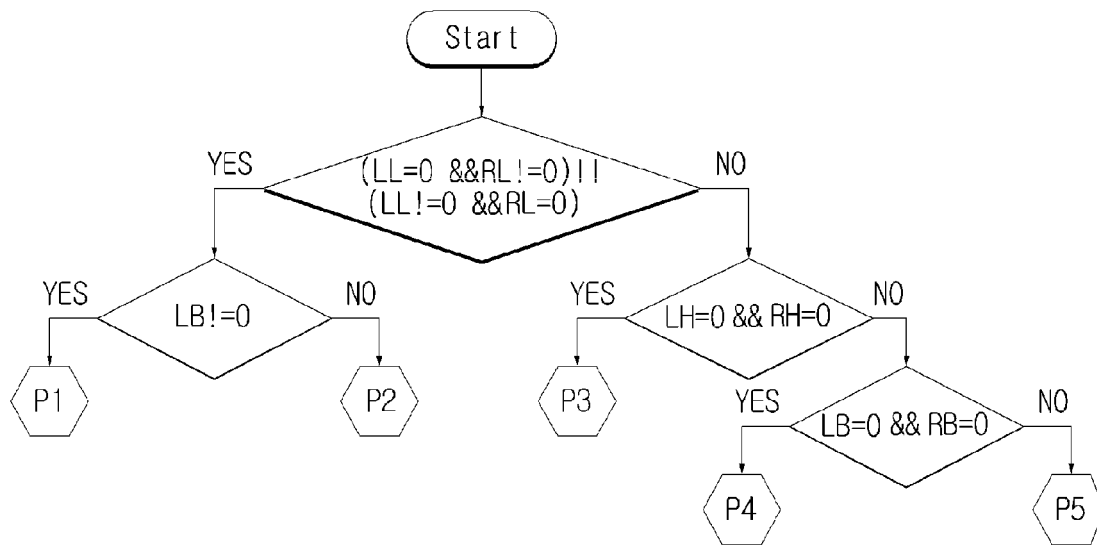 Start
YES
NO
(LL=0 &&RL!=0)||
(LL!=0 &&RL=0)
YES
LB!=0
NO
YES
LH=0 && RH=0
NO
P1
P2
P3
YES
LB=0 && RB=0
NO
P4
P5